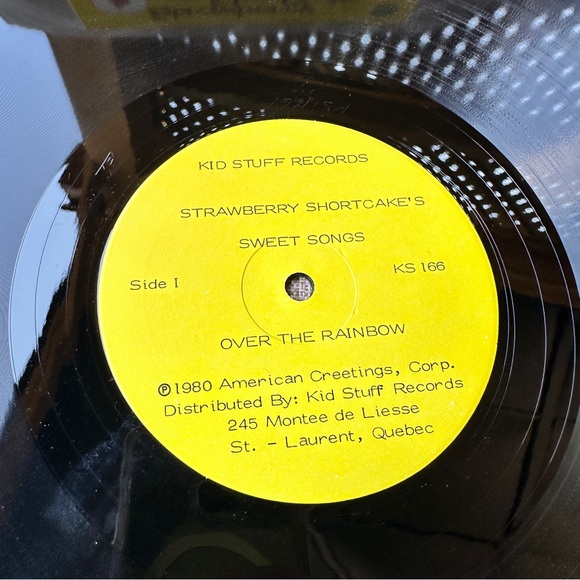 KID STUFF RECORDS
STRAWBERRY SHORTCAKE'S
SWEET SONGS
Side I KS 166
OVER THE RAINBOW
℗1980 American Greetings, Corp.
Distributed By: Kid Stuff Records
245 Montee de Liesse
St. - Laurent, Quebec